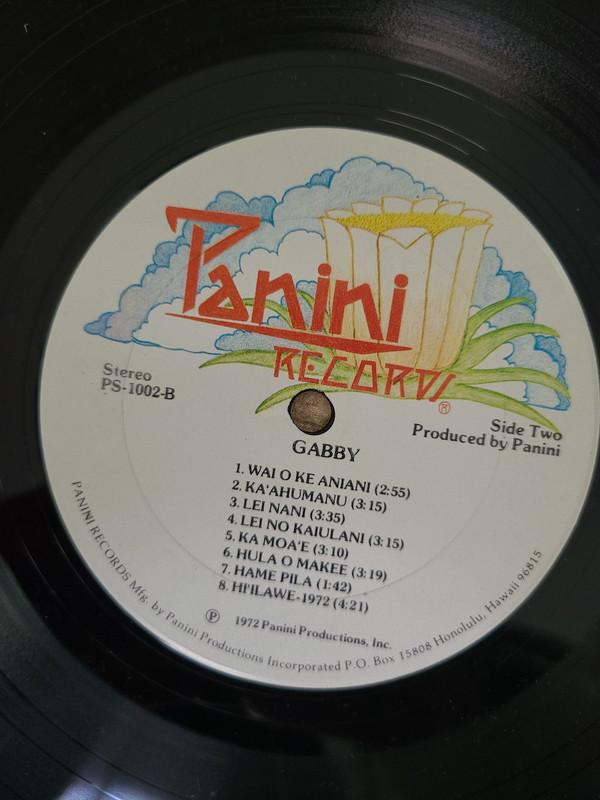 Panini
RECORDS
®
Stereo
PS-1002-B
Side Two
Produced by Panini
GABBY
1. WAI O KE ANIANI (2:55)
2. KA'AHUMANU (3:15)
3. LEI NANI (3:35)
4. LEI NO KAIULANI (3:15)
5. KA MOA'E (3:10)
6. HULA O MAKEE (3:19)
7. HAME PILA (1:42)
8. HI'ILAWE-1972 (4:21)
℗ 1972 Panini Productions, Inc.
PANINI RECORDS Mfg. by Panini Productions Incorporated P.O. Box 15808 Honolulu, Hawaii 96815